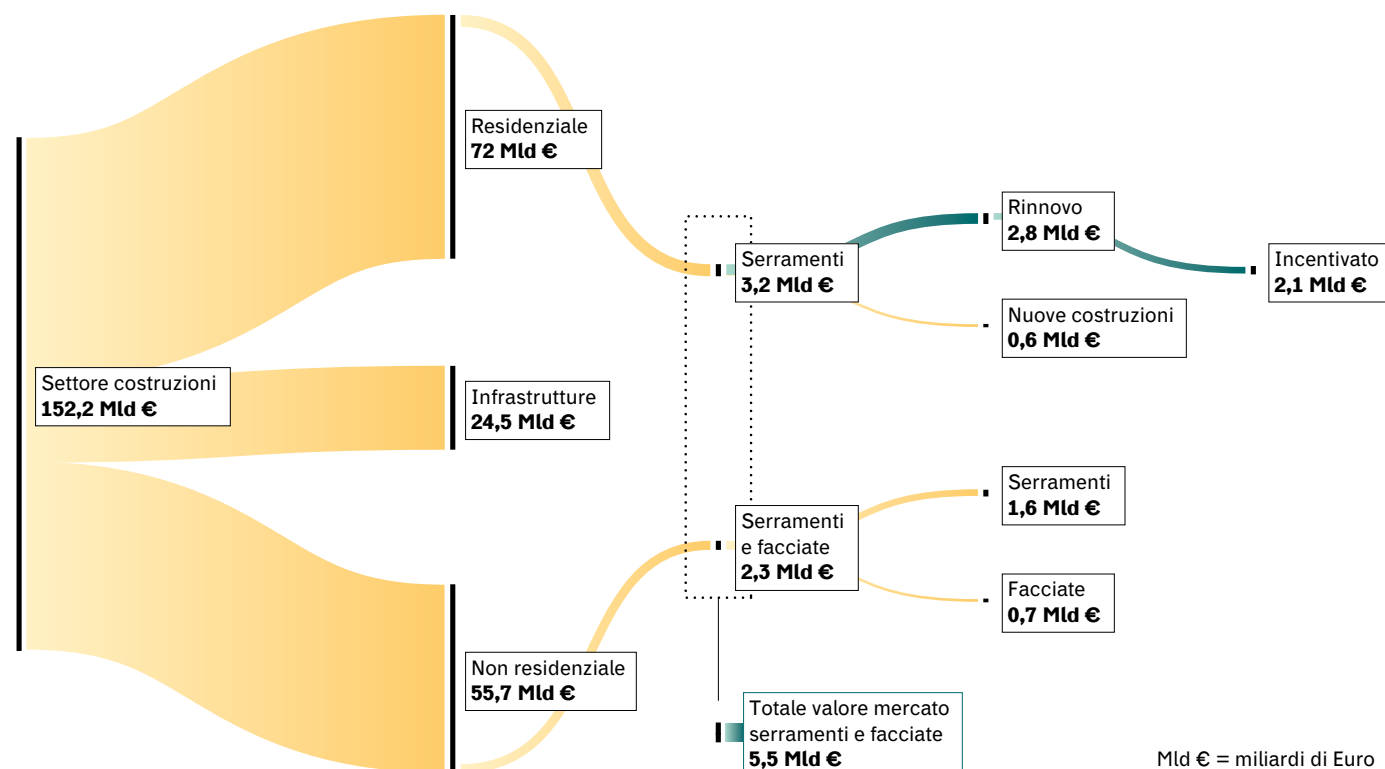 Settore costruzioni
152,2 Mld €
Residenziale
72 Mld €
Infrastrutture
24,5 Mld €
Non residenziale
55,7 Mld €
Serramenti
3,2 Mld €
Serramenti
e facciate
2,3 Mld €
Totale valore mercato
serramenti e facciate
5,5 Mld €
Rinnovo
2,8 Mld €
Nuove costruzioni
0,6 Mld €
Serramenti
1,6 Mld €
Facciate
0,7 Mld €
Incentivato
2,1 Mld €
Mld € = miliardi di Euro